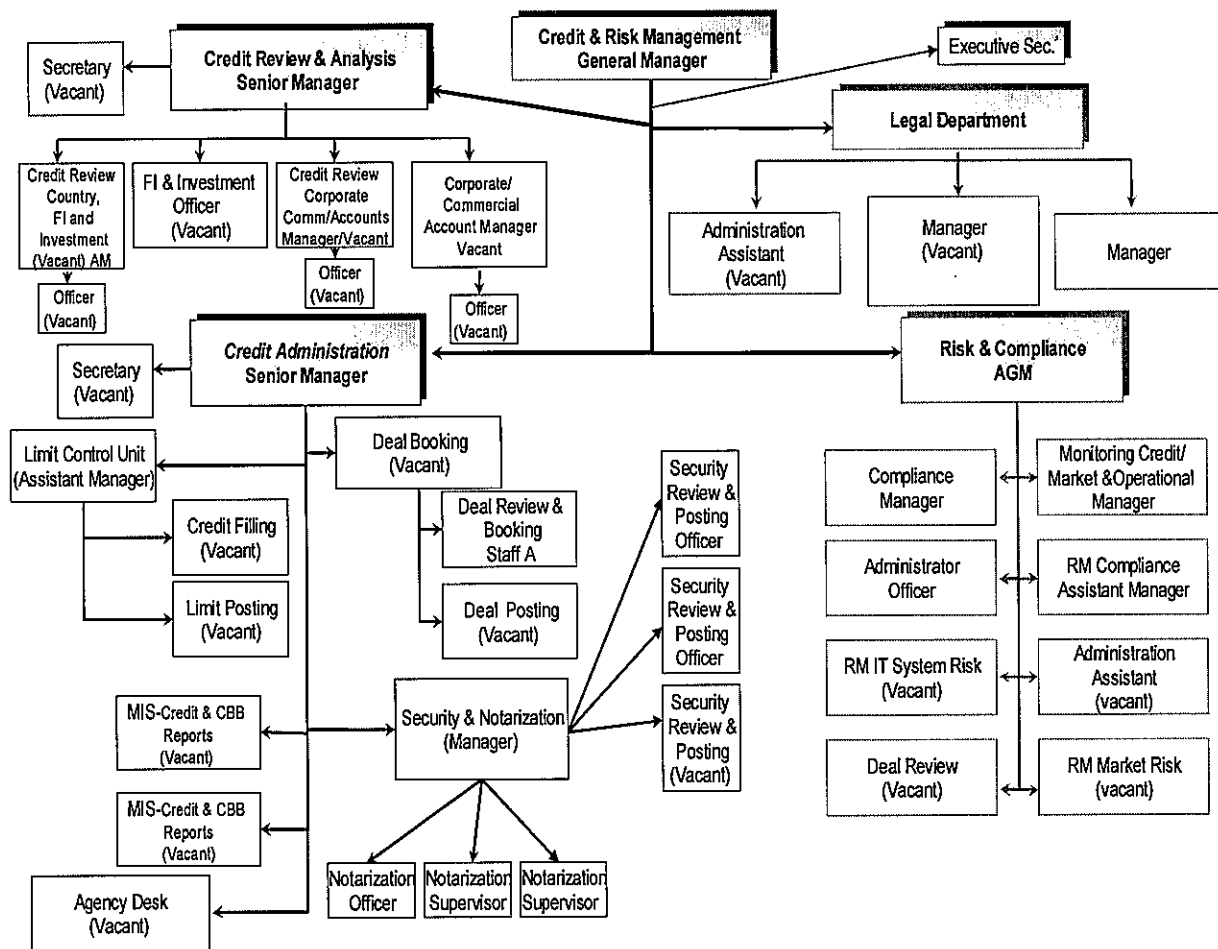 Credit & Risk Management
General Manager
Executive Sec.
Credit Review & Analysis
Senior Manager
Secretary
(Vacant)
Legal Department
Credit Review
Country,
FI and
Investment
(Vacant) AM
FI & Investment
Officer
(Vacant)
Credit Review
Corporate
Comm/Accounts
Manager/Vacant
Corporate/
Commercial
Account Manager
Vacant
Administration
Assistant
(Vacant)
Manager
(Vacant)
Manager
Officer
(Vacant)
Officer
(Vacant)
Officer
(Vacant)
Credit Administration
Senior Manager
Risk & Compliance
AGM
Secretary
(Vacant)
Limit Control Unit
(Assistant Manager)
Deal Booking
(Vacant)
Credit Filling
(Vacant)
Limit Posting
(Vacant)
Deal Review &
Booking
Staff A
Deal Posting
(Vacant)
Security
Review &
Posting
Officer
Security
Review &
Posting
Officer
Security
Review &
Posting
(Vacant)
Compliance
Manager
Monitoring Credit/
Market &Operational
Manager
Administrator
Officer
RM Compliance
Assistant Manager
RM IT System Risk
(Vacant)
Administration
Assistant
(vacant)
Deal Review
(Vacant)
RM Market Risk
(vacant)
MIS-Credit & CBB
Reports
(Vacant)
Security & Notarization
(Manager)
MIS-Credit & CBB
Reports
(Vacant)
Agency Desk
(Vacant)
Notarization
Officer
Notarization
Supervisor
Notarization
Supervisor